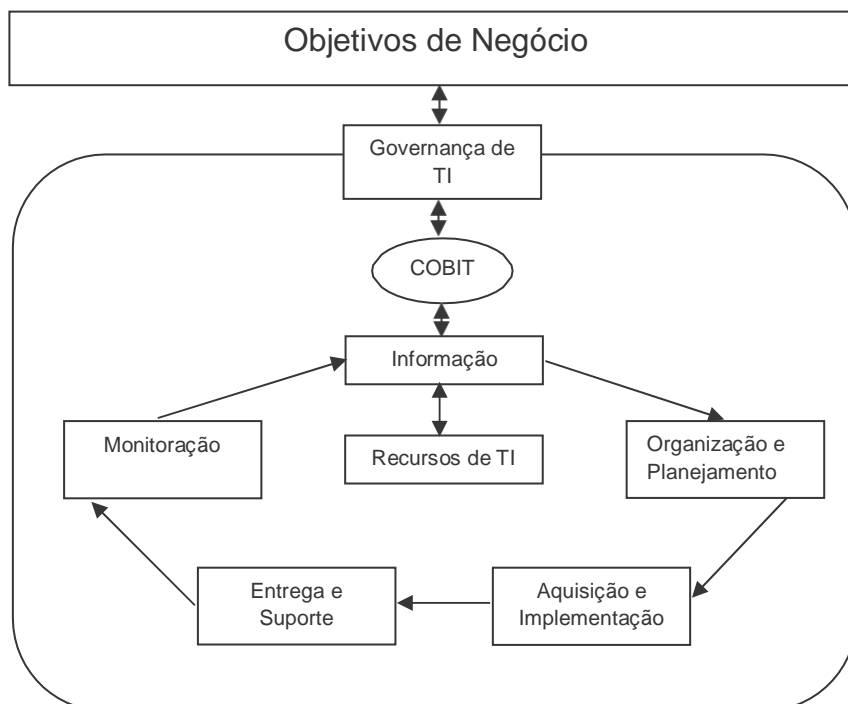 Objetivos de Negócio
Governança de
TI
COBIT
Informação
Monitoração
Recursos de TI
Organização e
Planejamento
Entrega e
Suporte
Aquisição e
Implementação